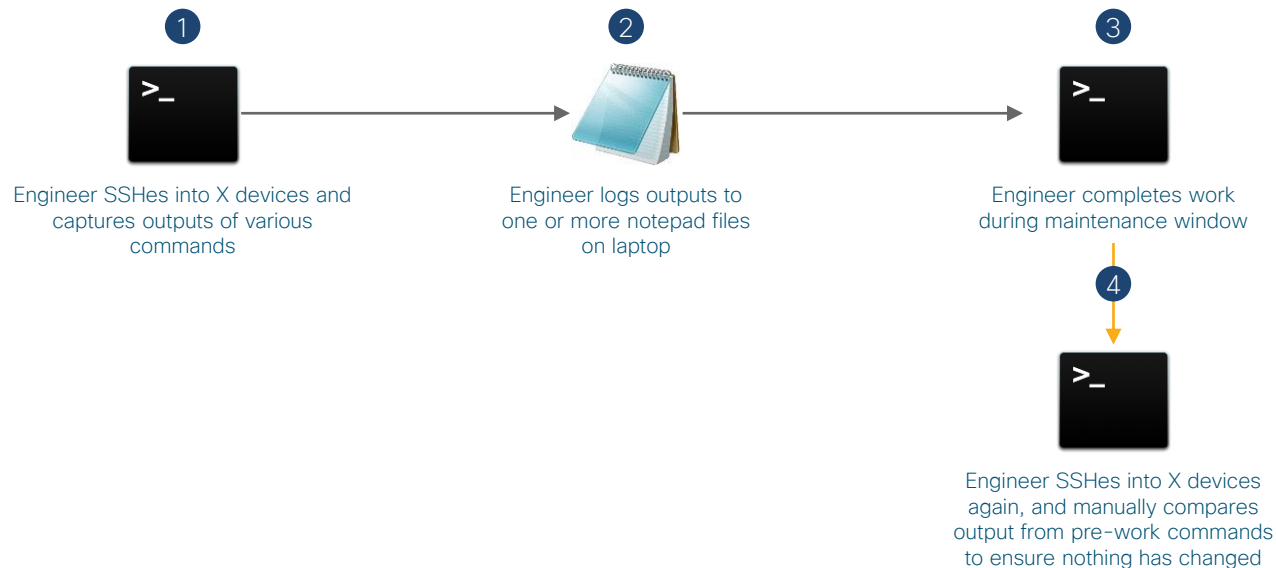 1
>_
Engineer SSHes into X devices and
captures outputs of various
commands
2
Engineer logs outputs to
one or more notepad files
on laptop
3
>_
Engineer completes work
during maintenance window
4
>_
Engineer SSHes into X devices
again, and manually compares
output from pre-work commands
to ensure nothing has changed